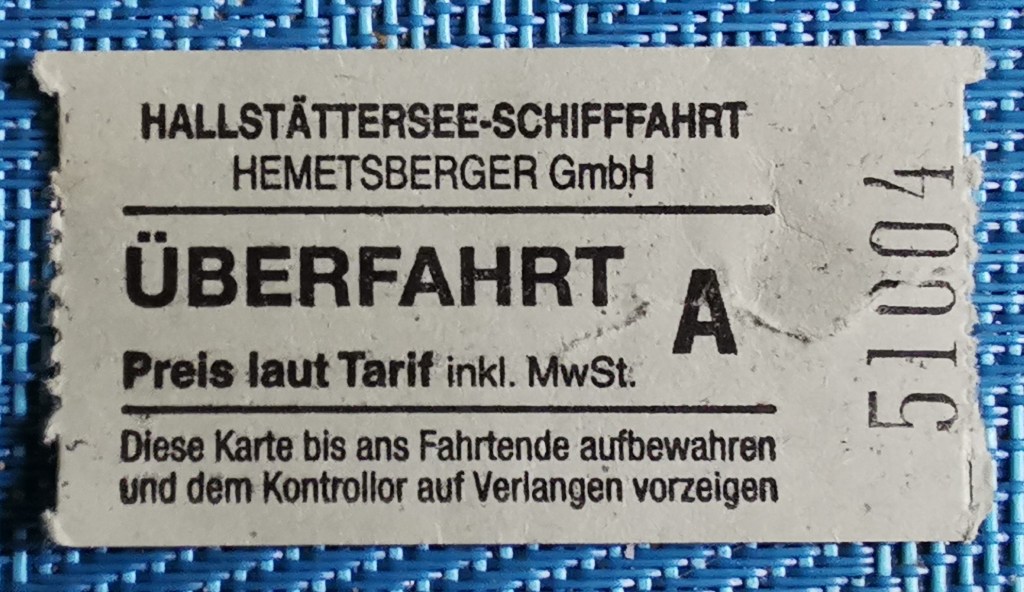 HALLSTÄTTERSEE-SCHIFFFAHRT
HEMETSBERGER GmbH
ÜBERFAHRT
A
Preis laut Tarif inkl. MwSt.
Diese Karte bis ans Fahrtende aufbewahren
und dem Kontrollor auf Verlangen vorzeigen
51004